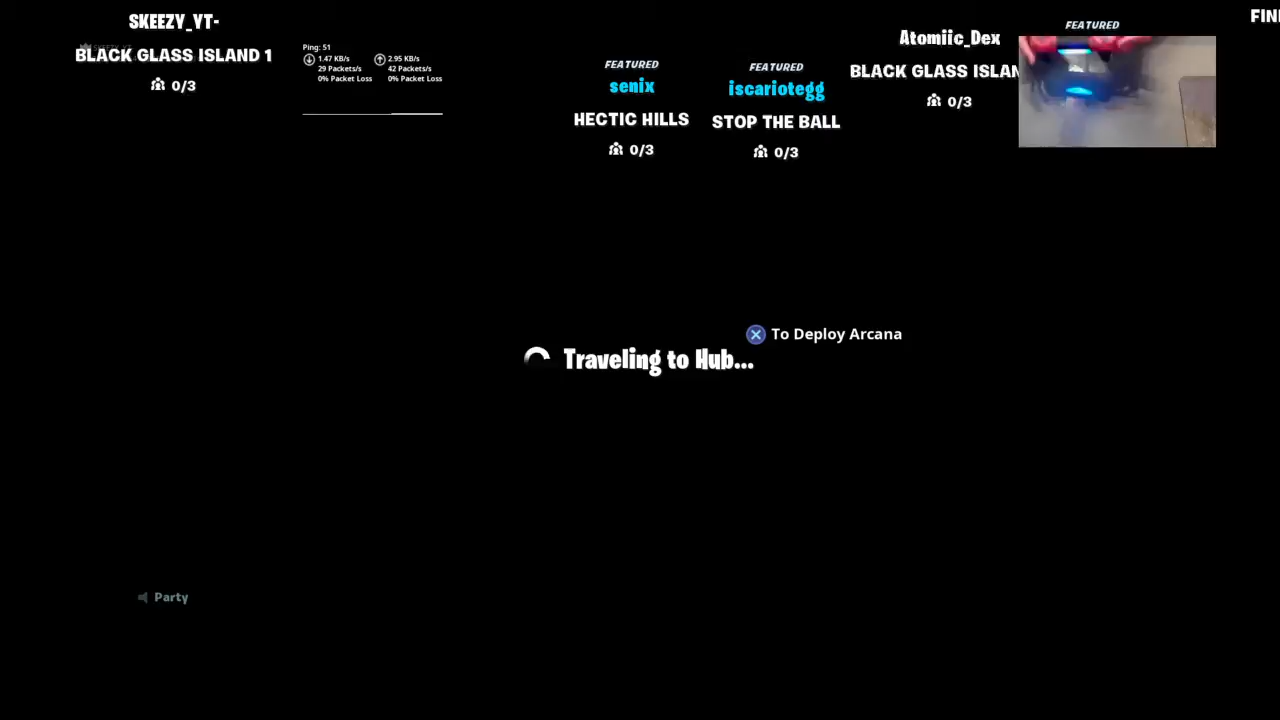 SKEEZY_YT-
BLACK GLASS ISLAND 1
0/3
Ping: 51
1.47 KB/s
2.95 KB/s
29 Packets/s
42 Packets/s
0% Packet Loss
0% Packet Loss
FEATURED
senix
HECTIC HILLS
0/3
FEATURED
iscariotegg
STOP THE BALL
0/3
Atomiic_Dex
BLACK GLASS ISLAN
0/3
FEATURED
FIN
To Deploy Arcana
Traveling to Hub...
Party